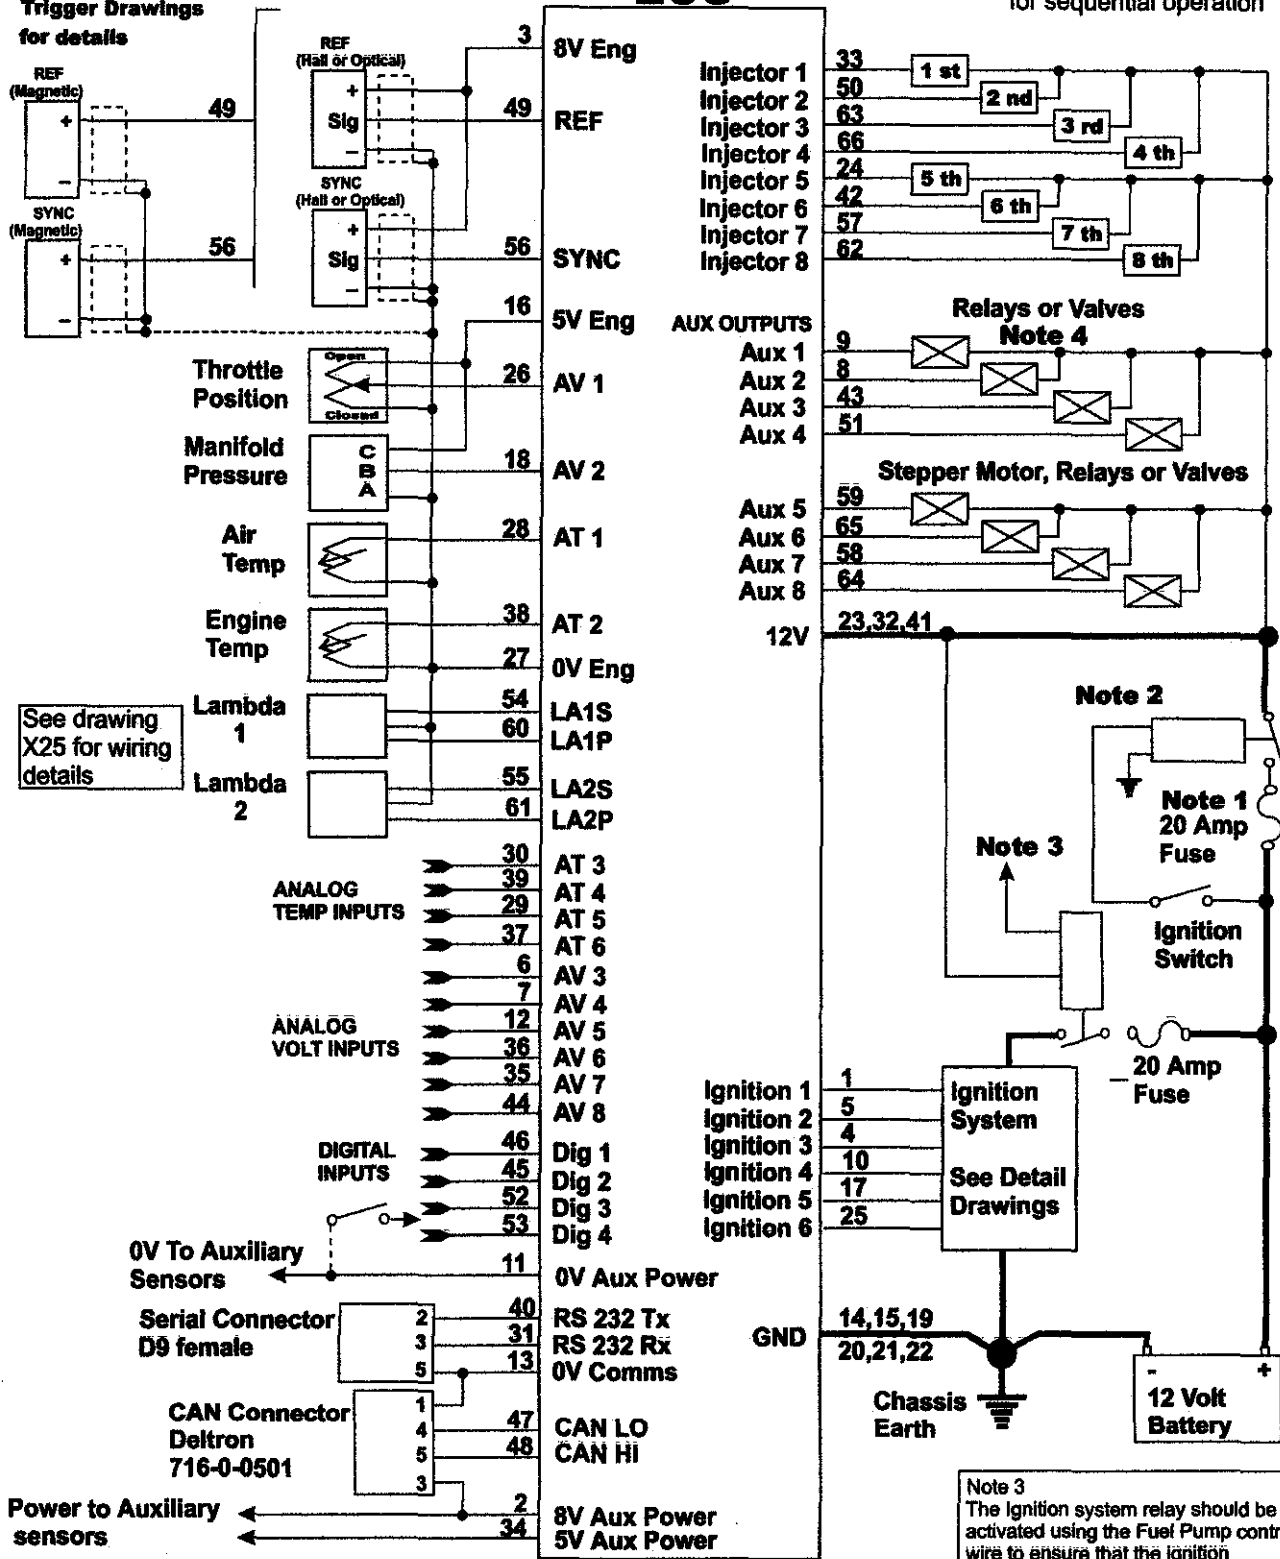 Trigger Drawings
for details
for sequential operation
REF
(Magnetic)
+
–
49
SYNC
(Magnetic)
+
–
56
REF
(Hall or Optical)
+
Sig
–
SYNC
(Hall or Optical)
+
Sig
–
3 8V Eng
49 REF
56 SYNC
16 5V Eng
Throttle
Position
Open
Closed
26 AV 1
Manifold
Pressure
C
B
A
18 AV 2
Air
Temp
28 AT 1
Engine
Temp
38 AT 2
27 0V Eng
See drawing
X25 for wiring
details
Lambda
1
54 LA1S
60 LA1P
Lambda
2
55 LA2S
61 LA2P
ANALOG
TEMP INPUTS
30 AT 3
39 AT 4
29 AT 5
37 AT 6
ANALOG
VOLT INPUTS
6 AV 3
7 AV 4
12 AV 5
36 AV 6
35 AV 7
44 AV 8
DIGITAL
INPUTS
46 Dig 1
45 Dig 2
52 Dig 3
53 Dig 4
0V To Auxiliary
Sensors
11 0V Aux Power
Serial Connector
D9 female
2 40 RS 232 Tx
3 31 RS 232 Rx
5 13 0V Comms
CAN Connector
Deltron
716-0-0501
1
4 47 CAN LO
5 48 CAN HI
3
Power to Auxiliary
sensors
2 8V Aux Power
34 5V Aux Power
Injector 1 33 1 st
Injector 2 50 2 nd
Injector 3 63 3 rd
Injector 4 66 4 th
Injector 5 24 5 th
Injector 6 42 6 th
Injector 7 57 7 th
Injector 8 62 8 th
Relays or Valves
Note 4
AUX OUTPUTS
Aux 1 9
Aux 2 8
Aux 3 43
Aux 4 51
Stepper Motor, Relays or Valves
Aux 5 59
Aux 6 65
Aux 7 58
Aux 8 64
12V 23,32,41
Note 2
Note 1
20 Amp
Fuse
Note 3
Ignition
Switch
20 Amp
Fuse
Ignition 1 1
Ignition 2 5
Ignition 3 4
Ignition 4 10
Ignition 5 17
Ignition 6 25
Ignition
System
See Detail
Drawings
GND 14,15,19
20,21,22
Chassis
Earth
- +
12 Volt
Battery
Note 3
The Ignition system relay should be
activated using the Fuel Pump contr
wire to ensure that the ignition